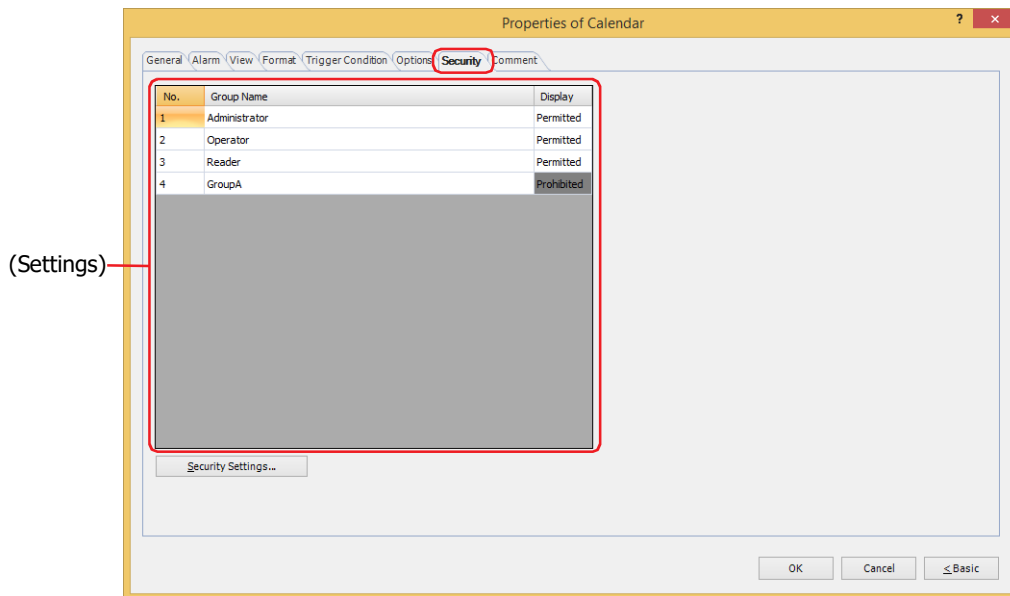 Properties of Calendar ? ×
General Alarm View Format Trigger Condition Options Security Comment
No. Group Name Display
1 Administrator Permitted
2 Operator Permitted
3 Reader Permitted
4 GroupA Prohibited
(Settings)
Security Settings...
OK Cancel < Basic